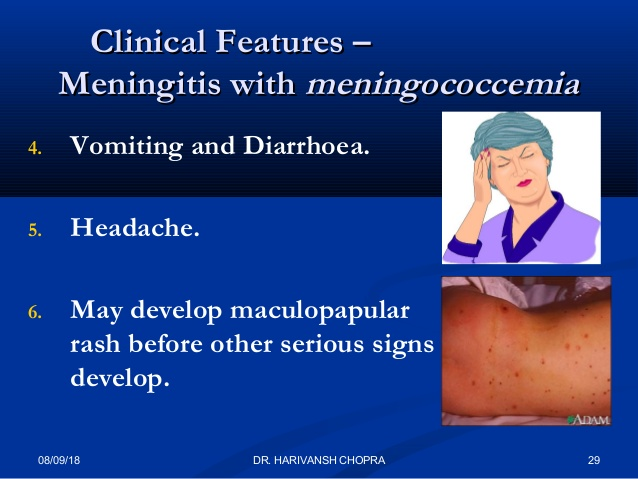 Clinical Features –
Meningitis with meningococcemia
4. Vomiting and Diarrhoea.
5. Headache.
6. May develop maculopapular
rash before other serious signs
develop.
ADAM
08/09/18 DR. HARIVANSH CHOPRA 29